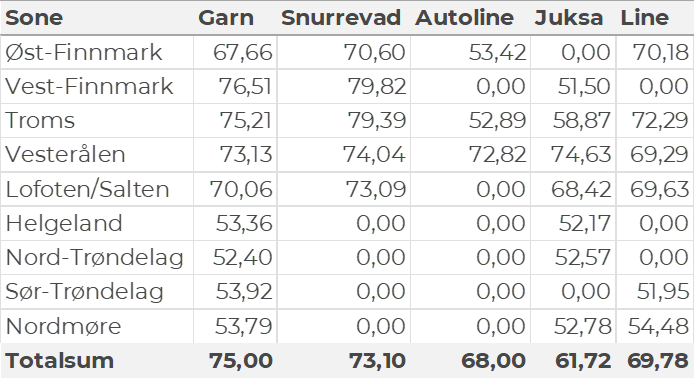 Sone Garn Snurrevad Autoline Juksa Line
Øst-Finnmark 67,66 70,60 53,42 0,00 70,18
Vest-Finnmark 76,51 79,82 0,00 51,50 0,00
Troms 75,21 79,39 52,89 58,87 72,29
Vesterålen 73,13 74,04 72,82 74,63 69,29
Lofoten/Salten 70,06 73,09 0,00 68,42 69,63
Helgeland 53,36 0,00 0,00 52,17 0,00
Nord-Trøndelag 52,40 0,00 0,00 52,57 0,00
Sør-Trøndelag 53,92 0,00 0,00 0,00 51,95
Nordmøre 53,79 0,00 0,00 52,78 54,48
Totalsum 75,00 73,10 68,00 61,72 69,78